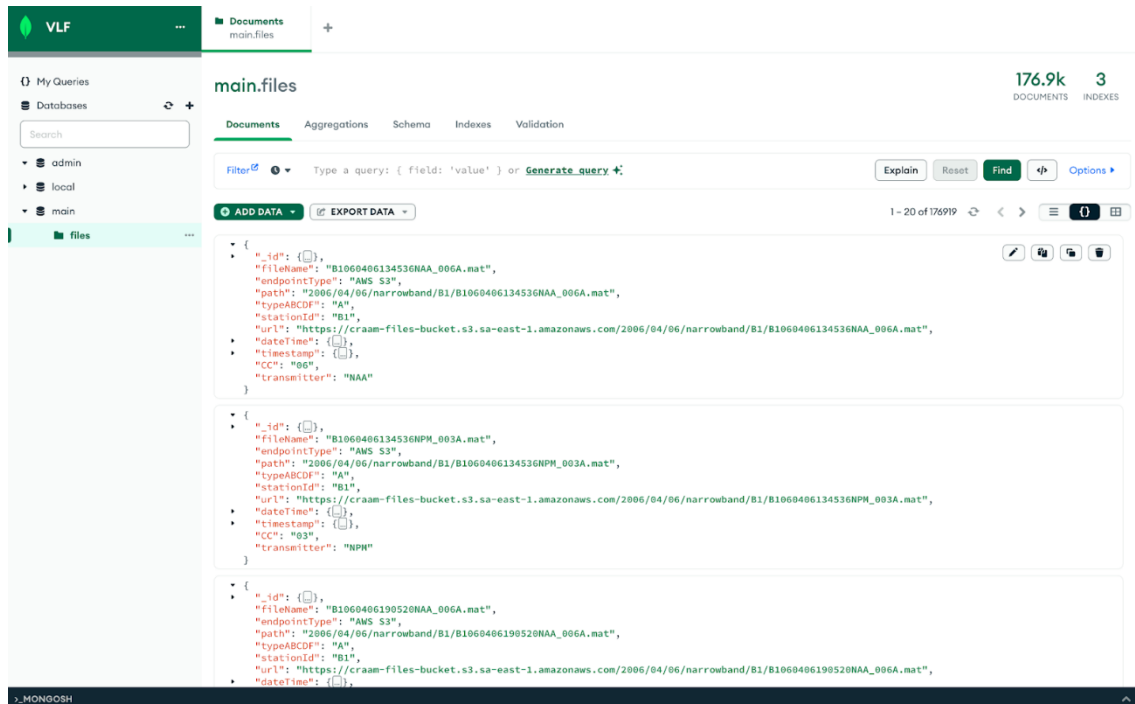 VLF ...
Documents
main.files
+
{} My Queries
Databases
Search
admin
local
main
files ...
main.files
176.9k
DOCUMENTS
3
INDEXES
Documents Aggregations Schema Indexes Validation
Filter Type a query: { field: 'value' } or Generate query
Explain Reset Find </> Options
ADD DATA EXPORT DATA 1 – 20 of 176919 {}
{
"_id": {...},
"fileName": "B1060406134536NAA_006A.mat",
"endpointType": "AWS S3",
"path": "2006/04/06/narrowband/B1/B1060406134536NAA_006A.mat",
"typeABCDF": "A",
"stationId": "B1",
"url": "https://craam-files-bucket.s3.sa-east-1.amazonaws.com/2006/04/06/narrowband/B1/B1060406134536NAA_006A.mat",
"dateTime": {...},
"timestamp": {...},
"CC": "06",
"transmitter": "NAA"
}
{
"_id": {...},
"fileName": "B1060406134536NPM_003A.mat",
"endpointType": "AWS S3",
"path": "2006/04/06/narrowband/B1/B1060406134536NPM_003A.mat",
"typeABCDF": "A",
"stationId": "B1",
"url": "https://craam-files-bucket.s3.sa-east-1.amazonaws.com/2006/04/06/narrowband/B1/B1060406134536NPM_003A.mat",
"dateTime": {...},
"timestamp": {...},
"CC": "03",
"transmitter": "NPM"
}
{
"_id": {...},
"fileName": "B1060406190520NAA_006A.mat",
"endpointType": "AWS S3",
"path": "2006/04/06/narrowband/B1/B1060406190520NAA_006A.mat",
"typeABCDF": "A",
"stationId": "B1",
"url": "https://craam-files-bucket.s3.sa-east-1.amazonaws.com/2006/04/06/narrowband/B1/B1060406190520NAA_006A.mat",
"dateTime": {...},
>_MONGOSH